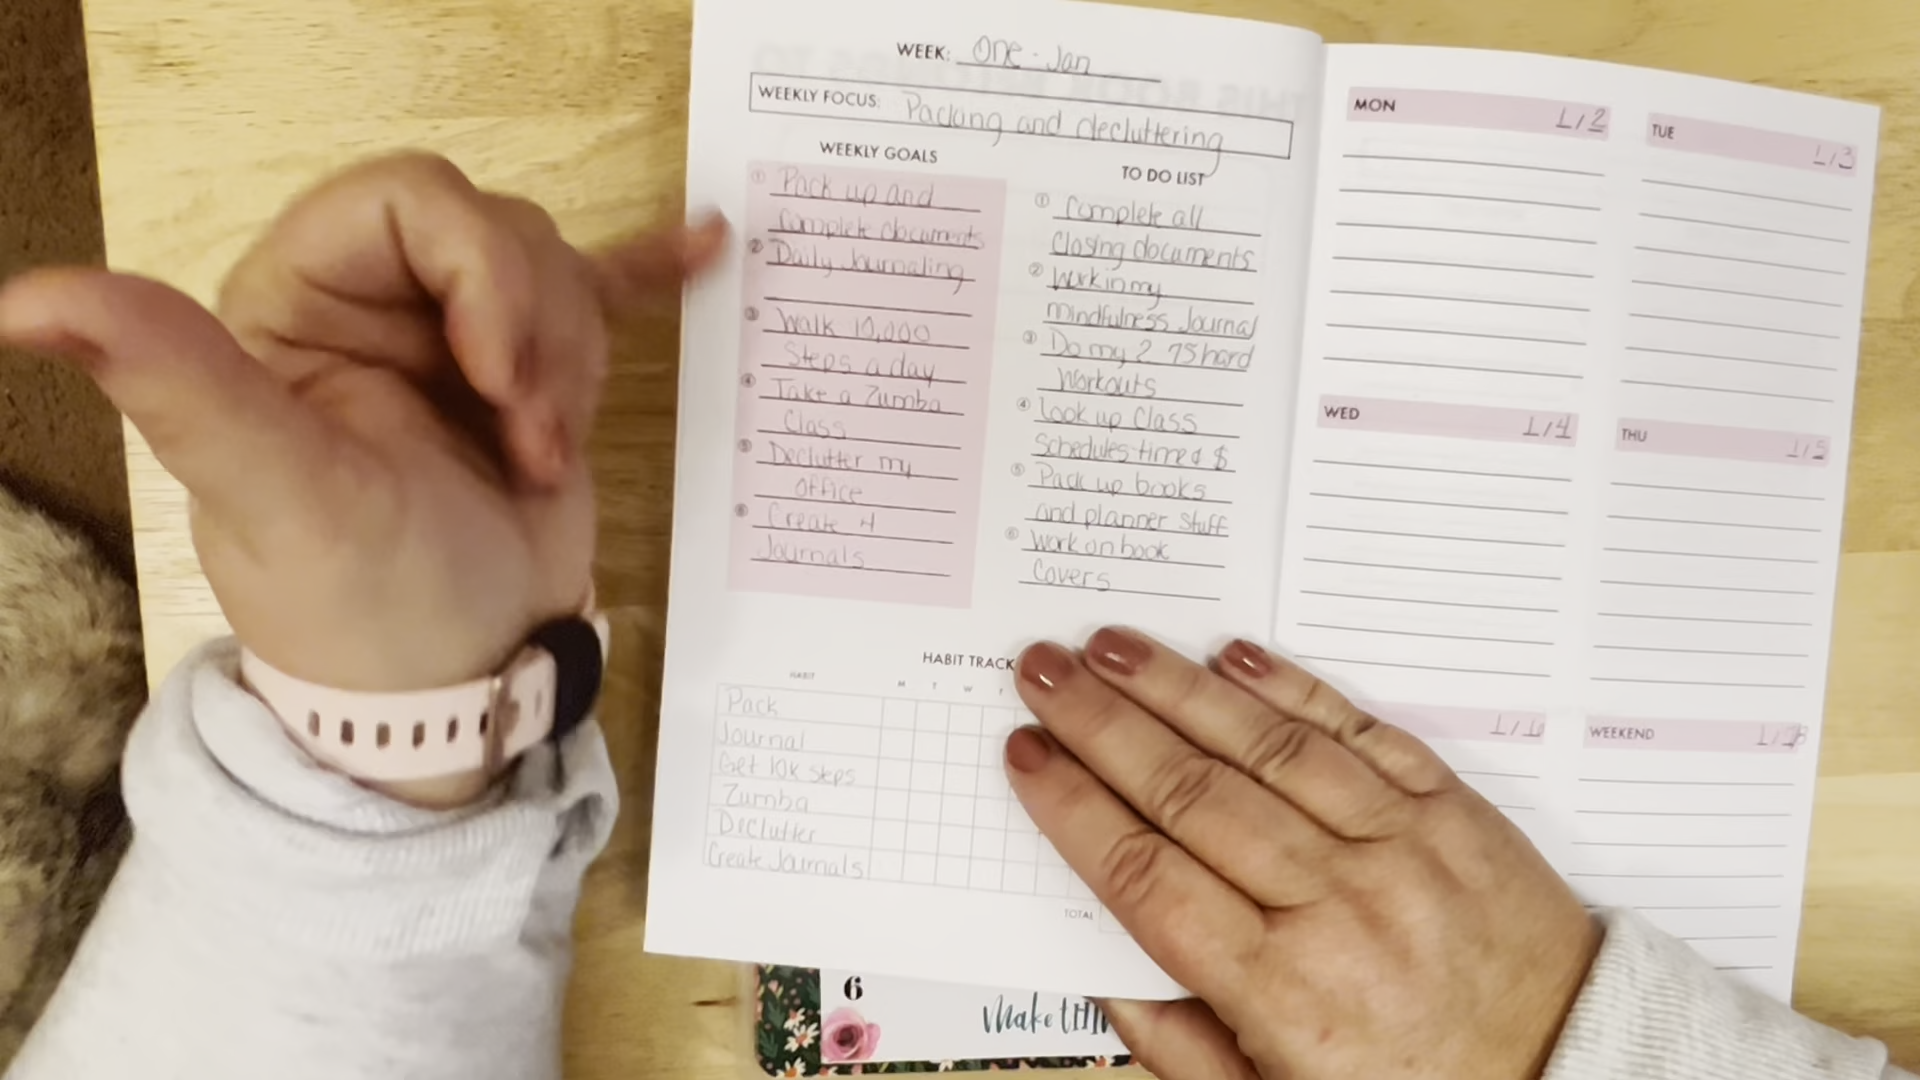 WEEK: One - Jan
WEEKLY FOCUS: Packing and decluttering
WEEKLY GOALS
① Pack up and
complete documents
② Daily Journaling
③ Walk 10,000
Steps a day
④ Take a Zumba
Class
⑤ Declutter my
office
⑥ Create 4
Journals
TO DO LIST
① Complete all
Closing documents
② Work in my
mindfulness Journal
③ Do my 2 75 hard
Workouts
④ Look up Class
Schedules time & $
⑤ Pack up books
and planner stuff
⑥ Work on book
Covers
HABIT TRACK
HABIT M T W F
Pack
Journal
Get 10K steps
Zumba
Declutter
Create Journals
TOTAL
MON 1/2
TUE 1/3
WED 1/4
THU 1/5
1/6
WEEKEND
6
Make